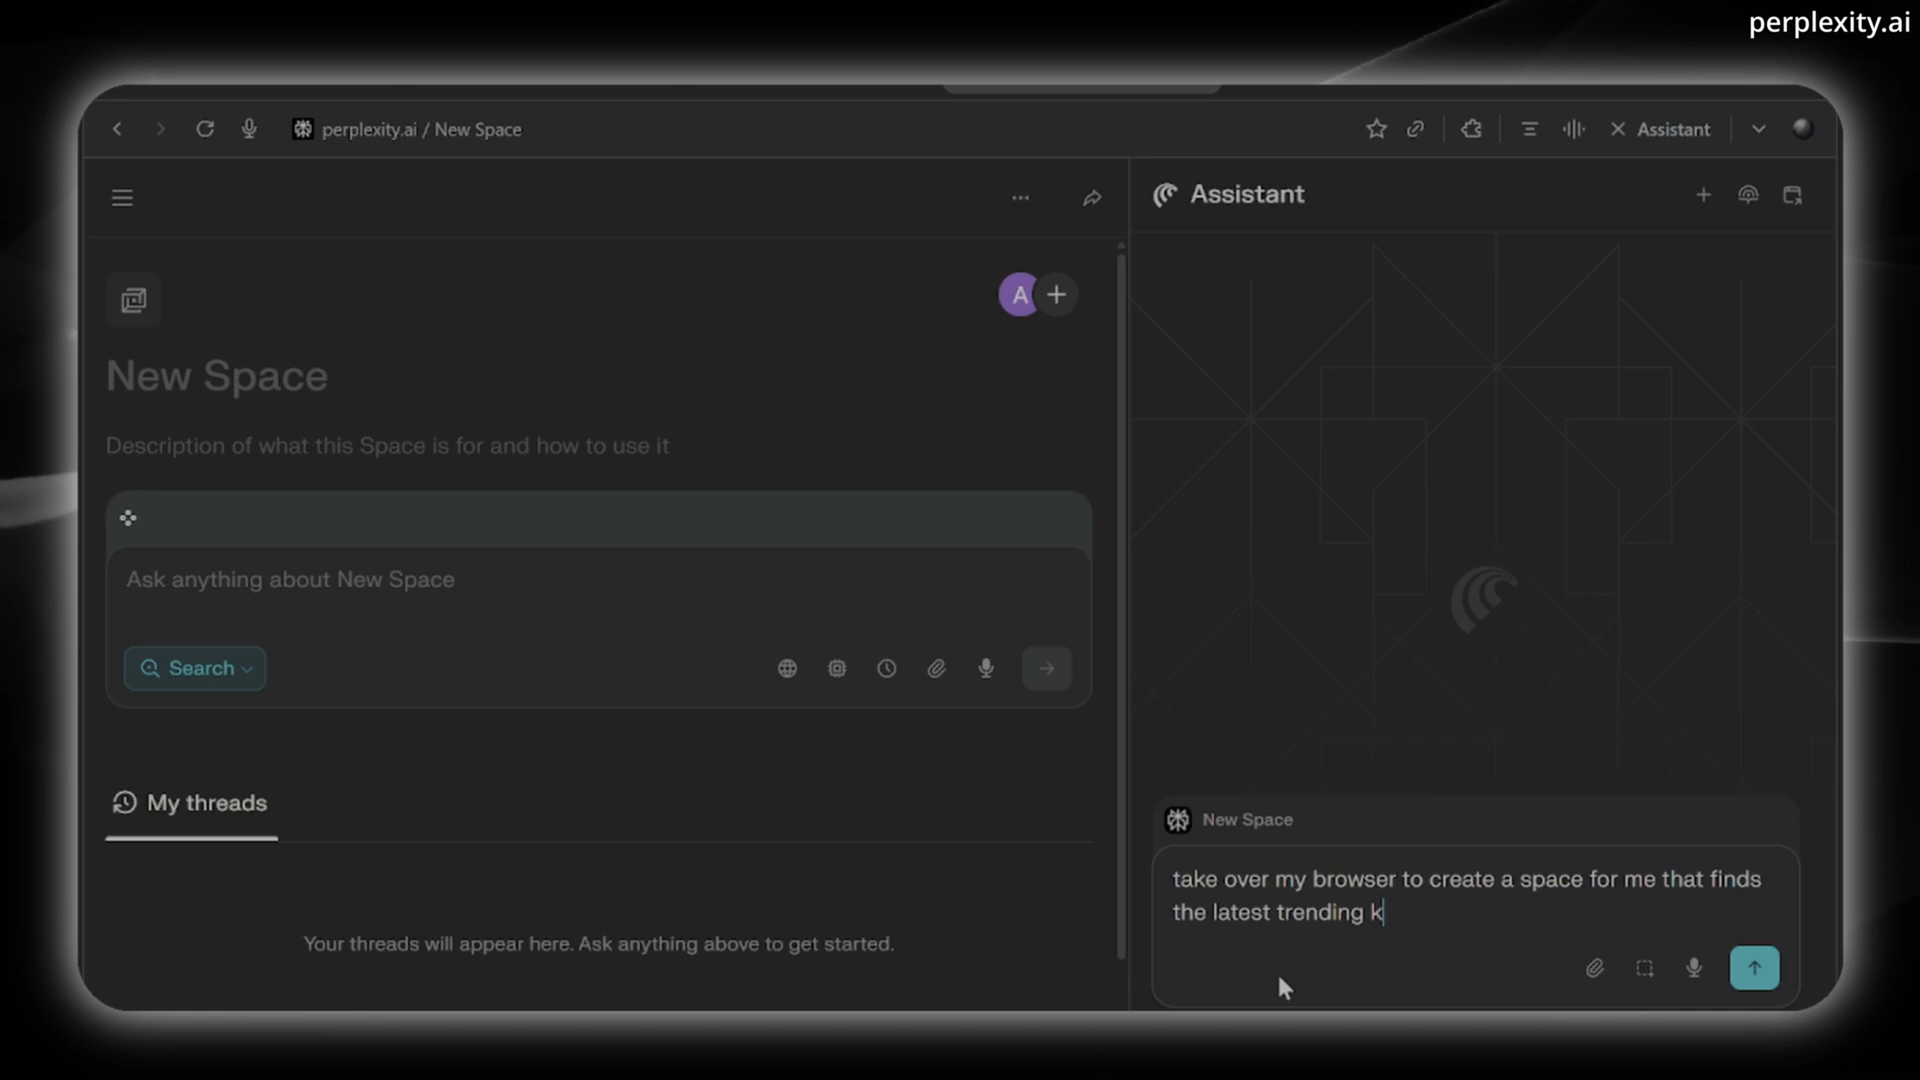 perplexity.ai
perplexity.ai / New Space
Assistant
Assistant
A
New Space
Description of what this Space is for and how to use it
Ask anything about New Space
Search
My threads
Your threads will appear here. Ask anything above to get started.
New Space
take over my browser to create a space for me that finds
the latest trending k